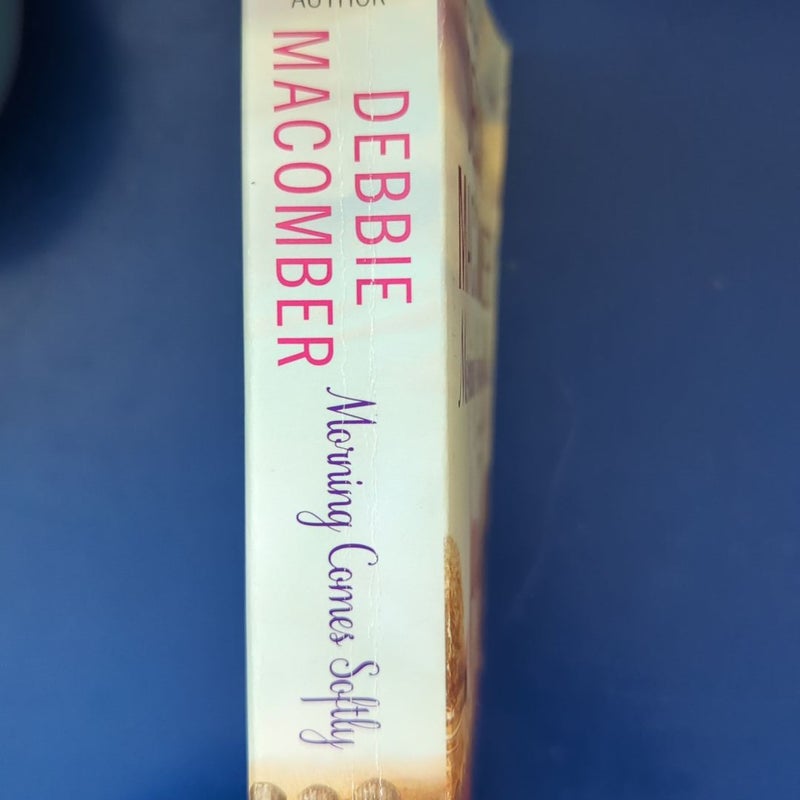 AUTHOR
DEBBIE
MACOMBER
Morning Comes Softly